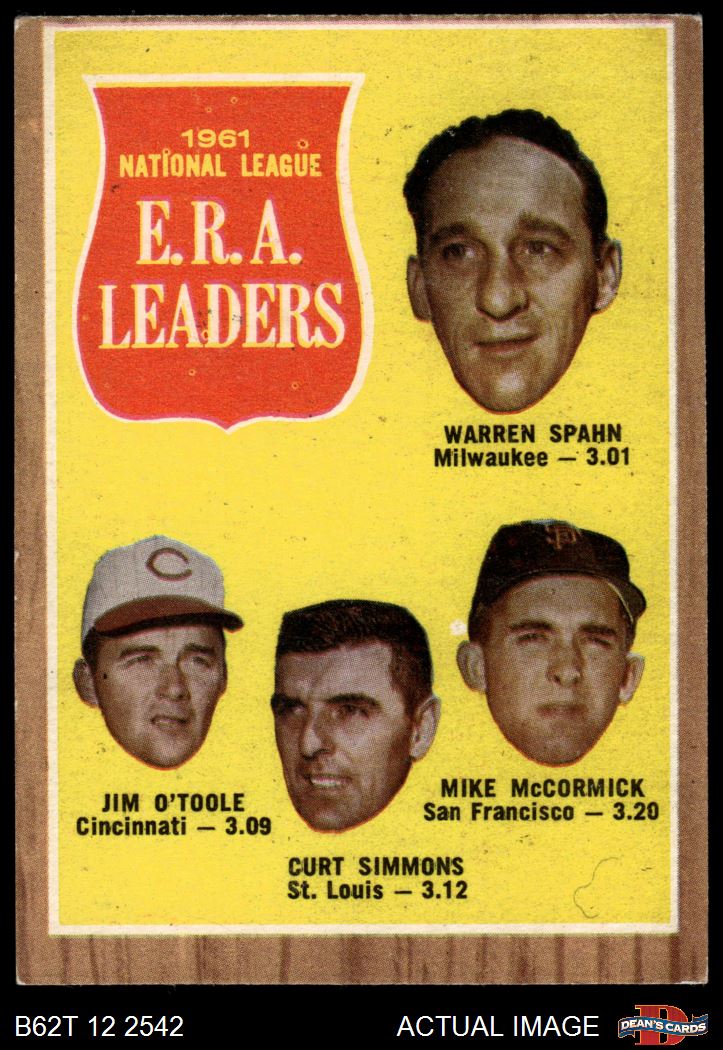 1961
NATIONAL LEAGUE
E.R.A.
LEADERS
WARREN SPAHN
Milwaukee — 3.01
C
SF
JIM O'TOOLE
Cincinnati — 3.09
MIKE McCORMICK
San Francisco — 3.20
CURT SIMMONS
St. Louis — 3.12
B62T 12 2542
ACTUAL IMAGE
D
DEAN'S CARDS